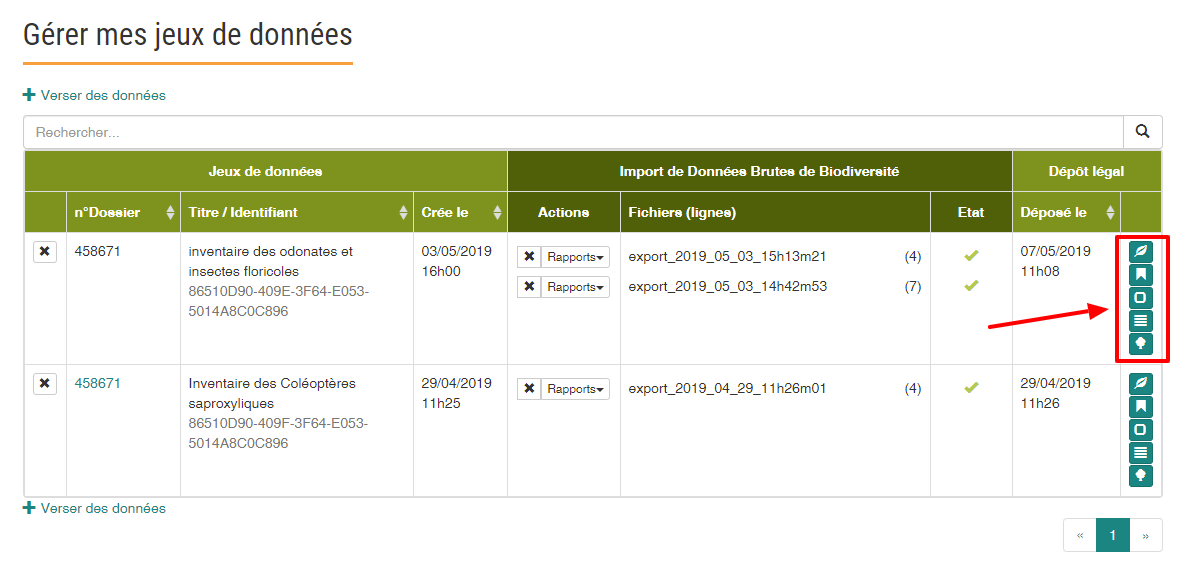 Gérer mes jeux de données
Verser des données
Rechercher...
Jeux de données Import de Données Brutes de Biodiversité Dépôt légal
n°Dossier Titre / Identifiant Crée le Actions Fichiers (lignes) Etat Déposé le
458671 inventaire des odonates et 03/05/2019 Rapports export_2019_05_03_15h13m21 (4) 07/05/2019
insectes floricoles 16h00 Rapports export_2019_05_03_14h42m53 (7) 11h08
86510D90-409E-3F64-E053-
5014A8C0C896
458671 Inventaire des Coléoptères 29/04/2019 Rapports export_2019_04_29_11h26m01 (4) 29/04/2019
saproxyliques 11h25 11h26
86510D90-409F-3F64-E053-
5014A8C0C896
Verser des données
« 1 »